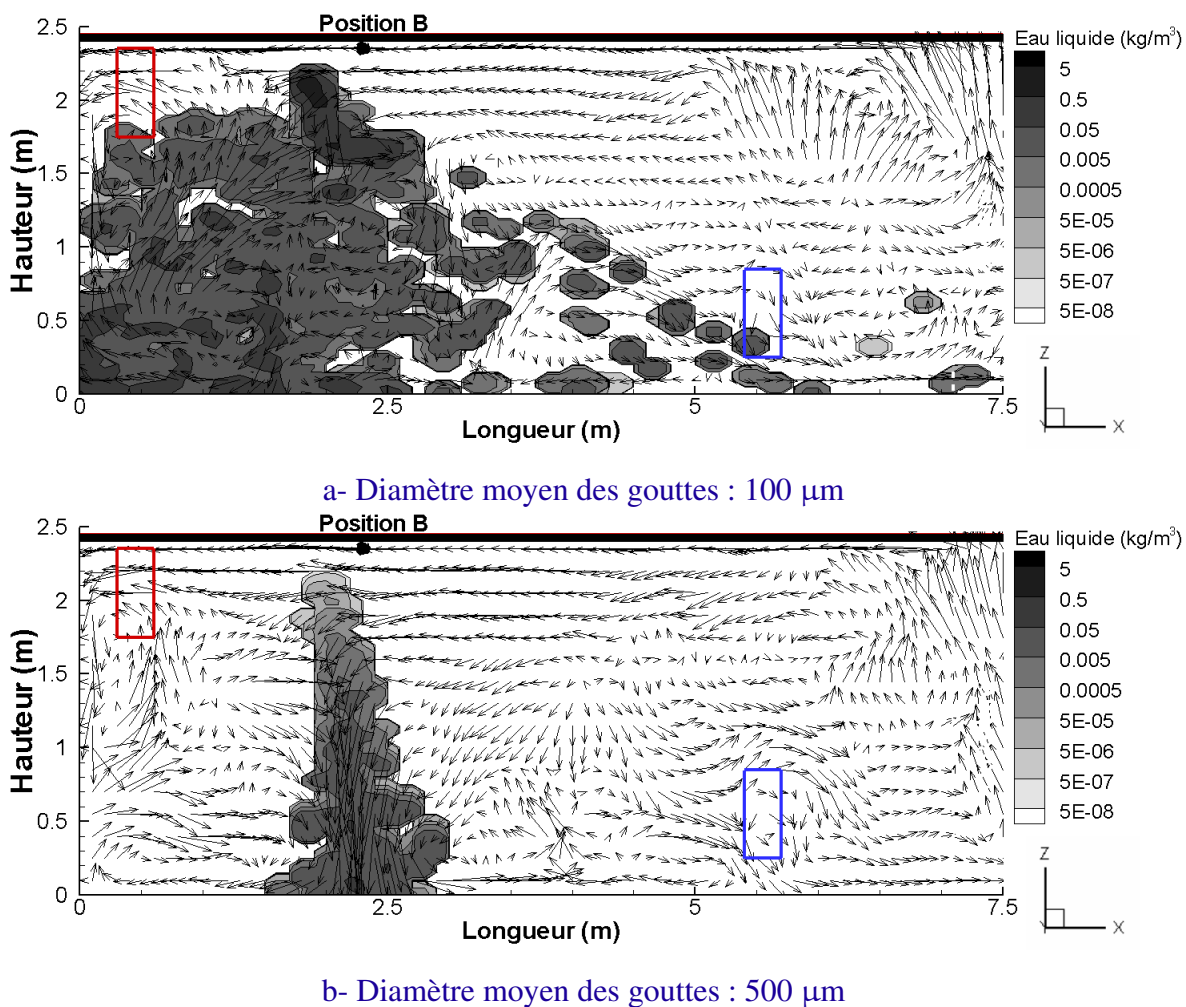 Position B
2.5
2
1.5
1
0.5
0
Hauteur (m)
0
2.5
5
7.5
Longueur (m)
Eau liquide (kg/m³)
5
0.5
0.05
0.005
0.0005
5E-05
5E-06
5E-07
5E-08
Z
Y
X
a- Diamètre moyen des gouttes : 100 μm
Position B
2.5
2
1.5
1
0.5
0
Hauteur (m)
0
2.5
5
7.5
Longueur (m)
Eau liquide (kg/m³)
5
0.5
0.05
0.005
0.0005
5E-05
5E-06
5E-07
5E-08
Z
Y
X
b- Diamètre moyen des gouttes : 500 μm